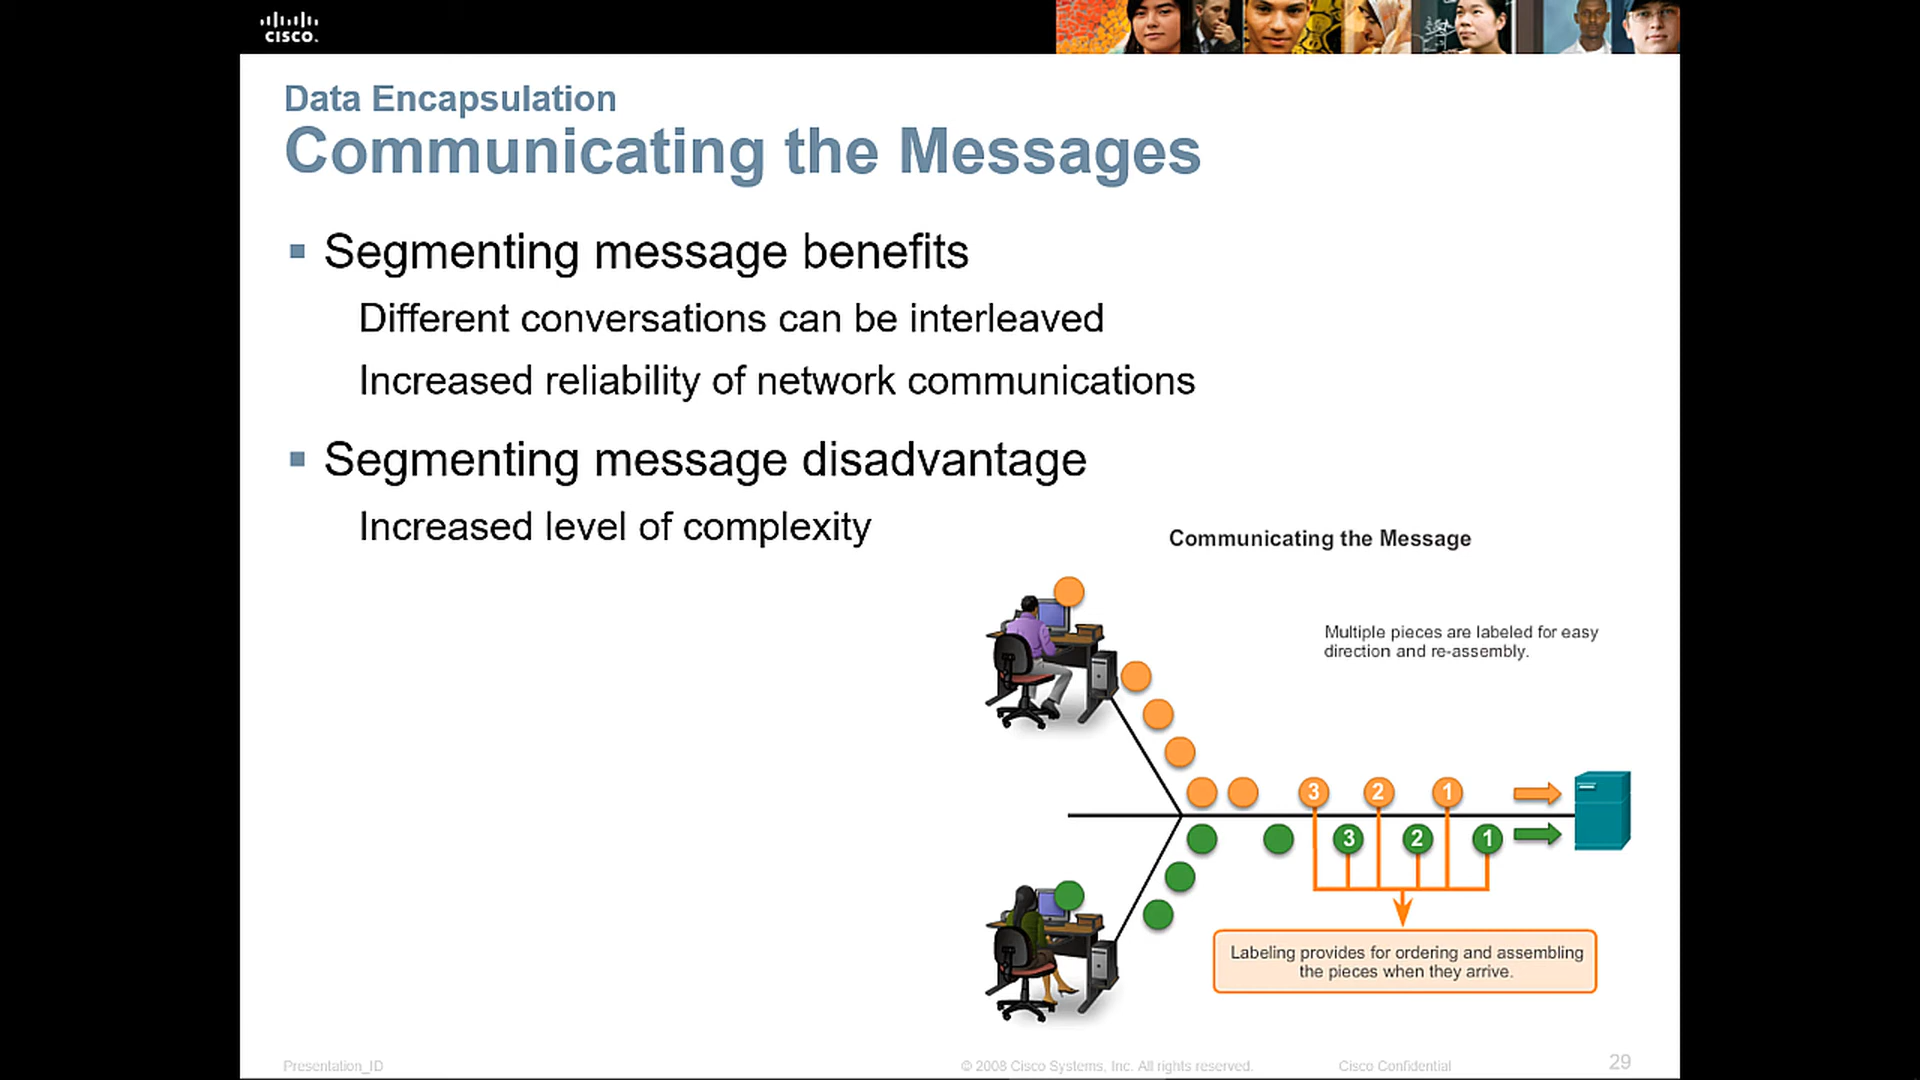 CISCO.
Data Encapsulation
Communicating the Messages
Segmenting message benefits
Different conversations can be interleaved
Increased reliability of network communications
Segmenting message disadvantage
Increased level of complexity
Communicating the Message
Multiple pieces are labeled for easy
direction and re-assembly.
3 2 1
3 2 1
Labeling provides for ordering and assembling
the pieces when they arrive.
Presentation_ID
© 2008 Cisco Systems, Inc. All rights reserved.
Cisco Confidential
29